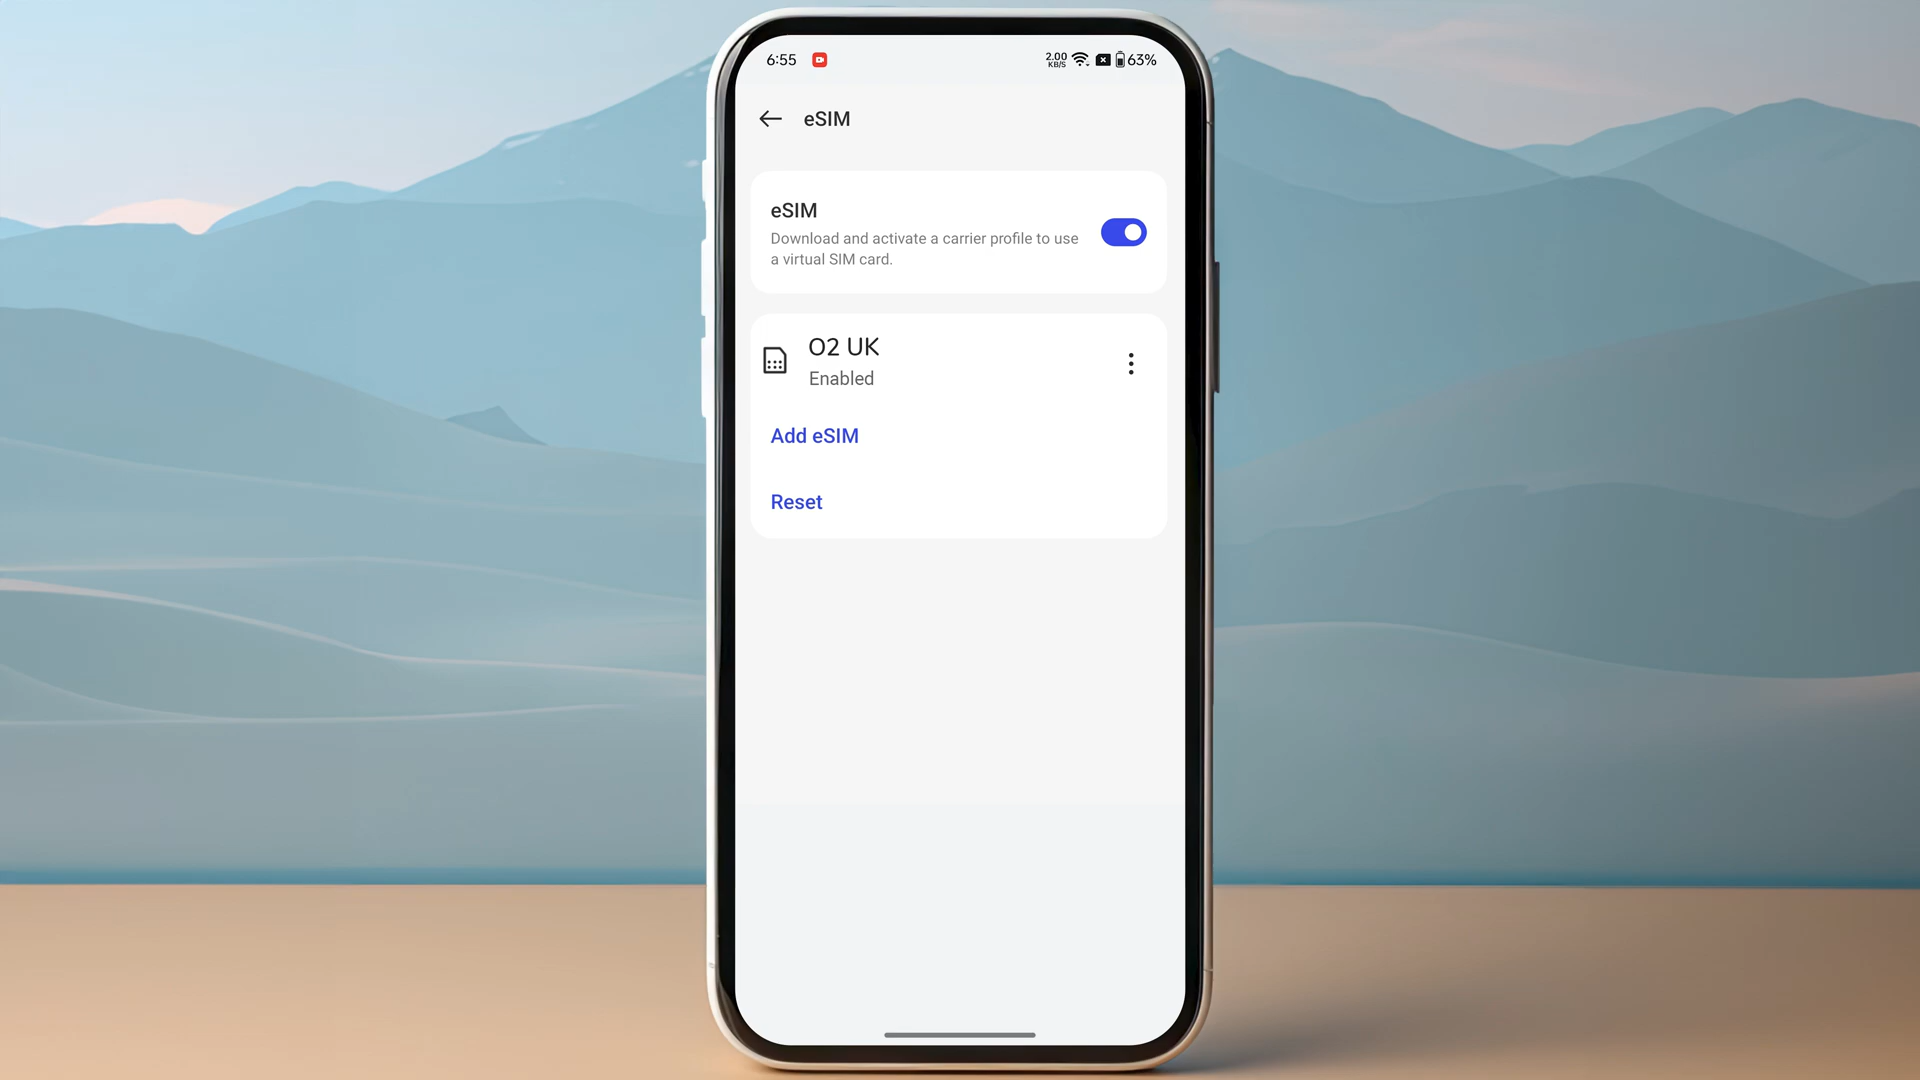 6:55
2.00
KB/S
63%
eSIM
eSIM
Download and activate a carrier profile to use
a virtual SIM card.
O2 UK
Enabled
Add eSIM
Reset